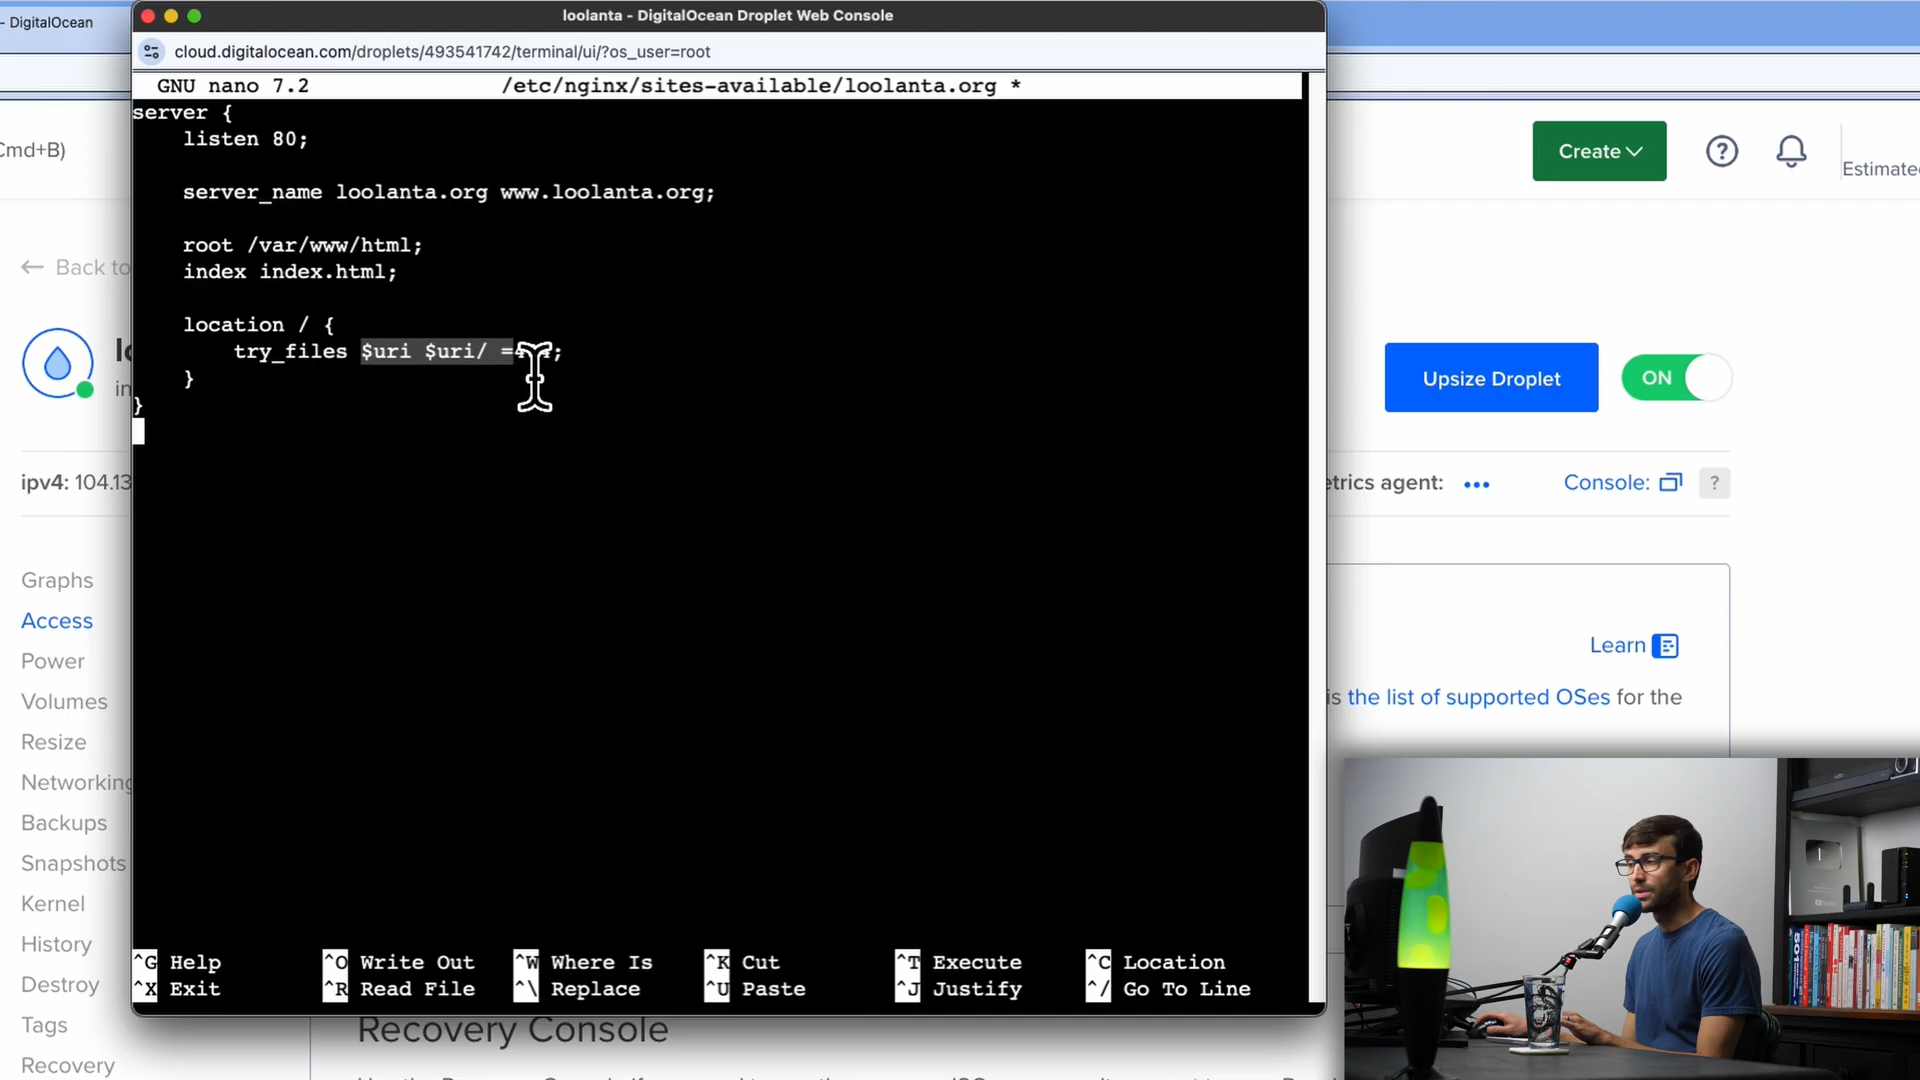 - DigitalOcean
loolanta - DigitalOcean Droplet Web Console
cloud.digitalocean.com/droplets/493541742/terminal/ui/?os_user=root
GNU nano 7.2 /etc/nginx/sites-available/loolanta.org *
server {
listen 80;
server_name loolanta.org www.loolanta.org;
root /var/www/html;
index index.html;
location / {
try_files $uri $uri/ =4 ;
}
}
^G Help ^O Write Out ^W Where Is ^K Cut ^T Execute ^C Location
^X Exit ^R Read File ^\ Replace ^U Paste ^J Justify ^/ Go To Line
Cmd+B)
Create
?
Estimate
← Back to
Upsize Droplet
ON
ipv4: 104.13
etrics agent: ••• Console: ?
Graphs
Access
Power
Volumes
Resize
Networking
Backups
Snapshots
Kernel
History
Destroy
Tags
Recovery
Learn
is the list of supported OSes for the
Recovery Console